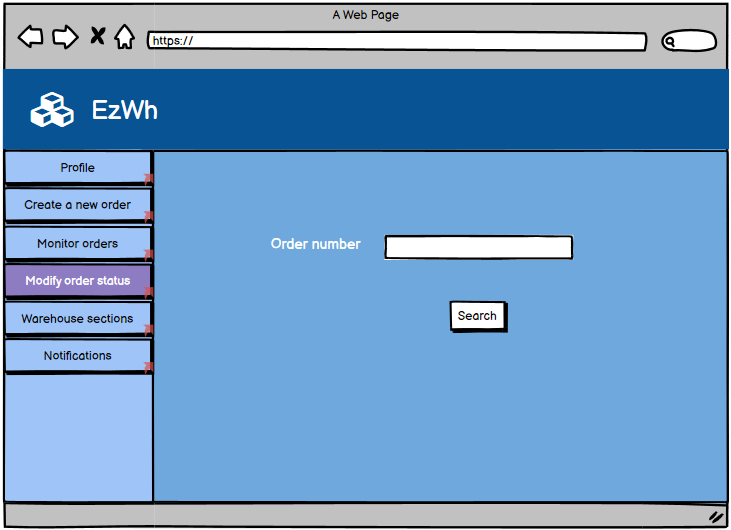 A Web Page
https://
EzWh
Profile
Create a new order
Monitor orders
Modify order status
Warehouse sections
Notifications
Order number
Search